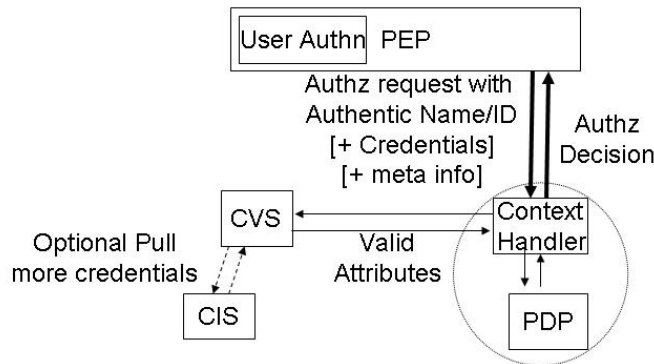 User Authn PEP
Authz request with
Authentic Name/ID
[+ Credentials]
[+ meta info]
Authz
Decision
CVS
Context
Handler
Valid
Attributes
Optional Pull
more credentials
CIS
PDP